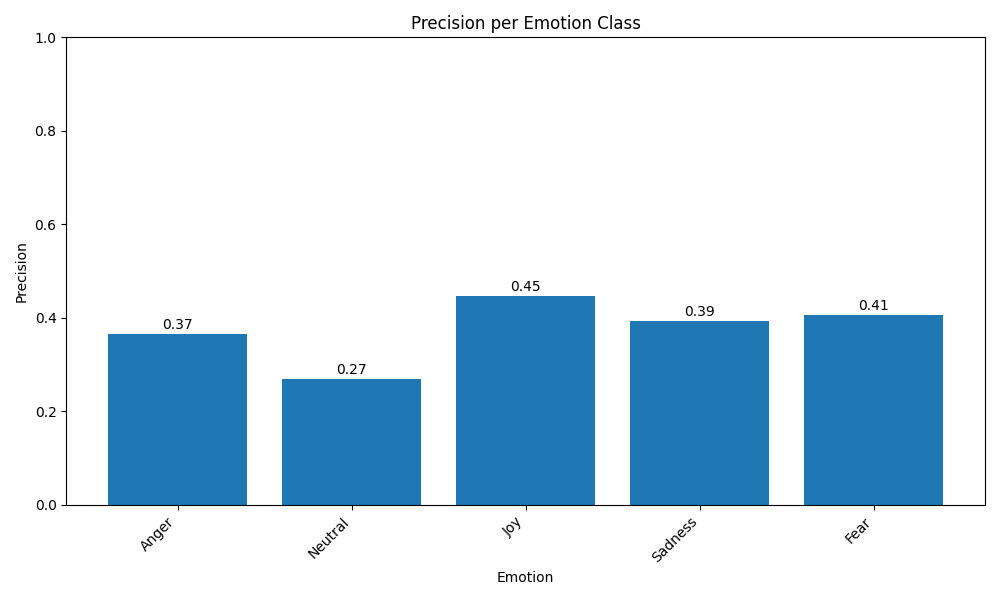 Precision per Emotion Class
1.0
0.8
0.6
0.4
0.2
0.0
Precision
0.37
0.27
0.45
0.39
0.41
Anger
Neutral
Joy
Sadness
Fear
Emotion